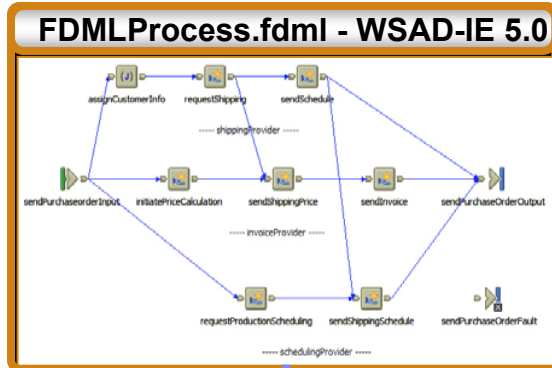 FDMLProcess.fdml - WSAD-IE 5.0
assignCustomerInfo requestShipping sendSchedule
----- shippingProvider -----
sendPurchaseorderInput initiatePriceCalculation sendShippingPrice sendInvoice sendPurchaseOrderOutput
----- invoiceProvider -----
requestProductionScheduling sendShippingSchedule sendPurchaseOrderFault
----- schedulingProvider -----